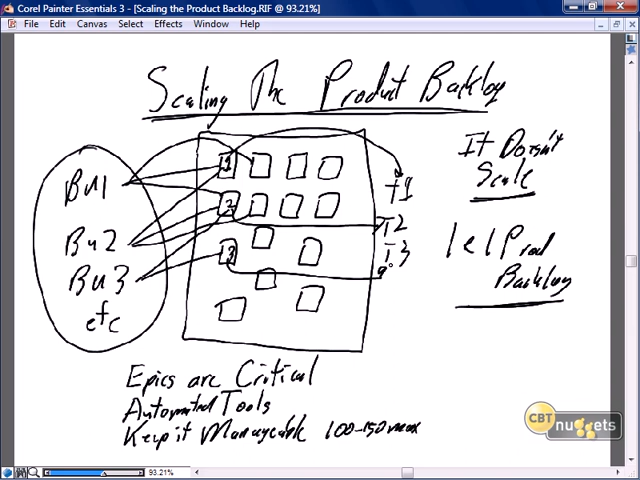 Corel Painter Essentials 3 - [Scaling the Product Backlog.RIF @ 93.21%]
File Edit Canvas Select Effects Window Help
Scaling The Product Backlog
It Doesn't
Scale
1 2 3
Bu1
Bu2
Bu3
etc
T1
T2
T3
Prod
Backlog
Epics are Critical
Automated Tools
Keep it Manageable 100-150 max
CBT nuggets
93.21%